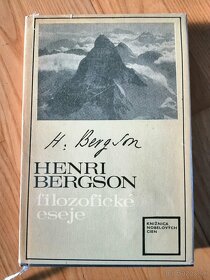 H. Bergson
HENRI
BERGSON
filozofické
eseje
KNIŽNICA
NOBELOVÝCH
CIEN